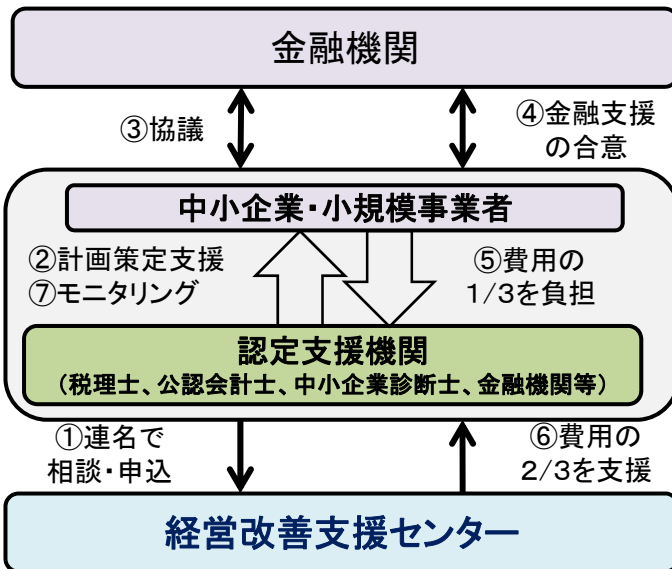 金融機関
③協議
④金融支援
の合意
中小企業・小規模事業者
②計画策定支援
⑦モニタリング
⑤費用の
1/3を負担
認定支援機関
（税理士、公認会計士、中小企業診断士、金融機関等）
①連名で
相談・申込
⑥費用の
2/3を支援
経営改善支援センター